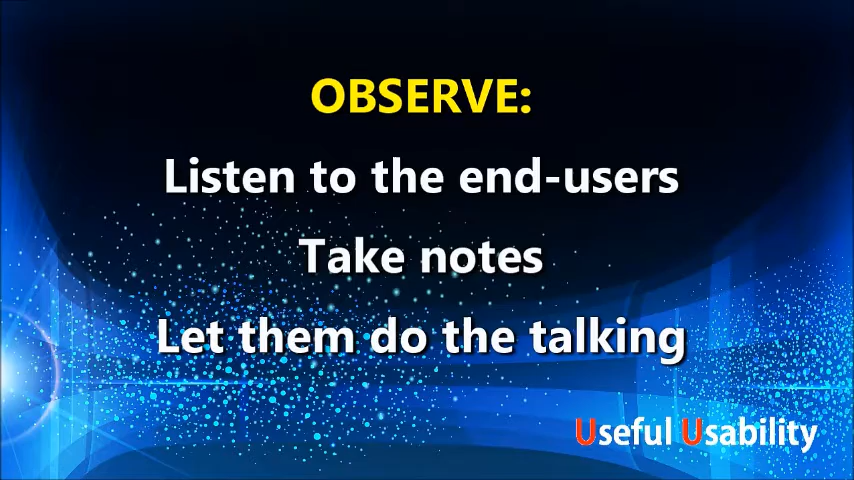 OBSERVE:
Listen to the end-users
Take notes
Let them do the talking
Useful Usability